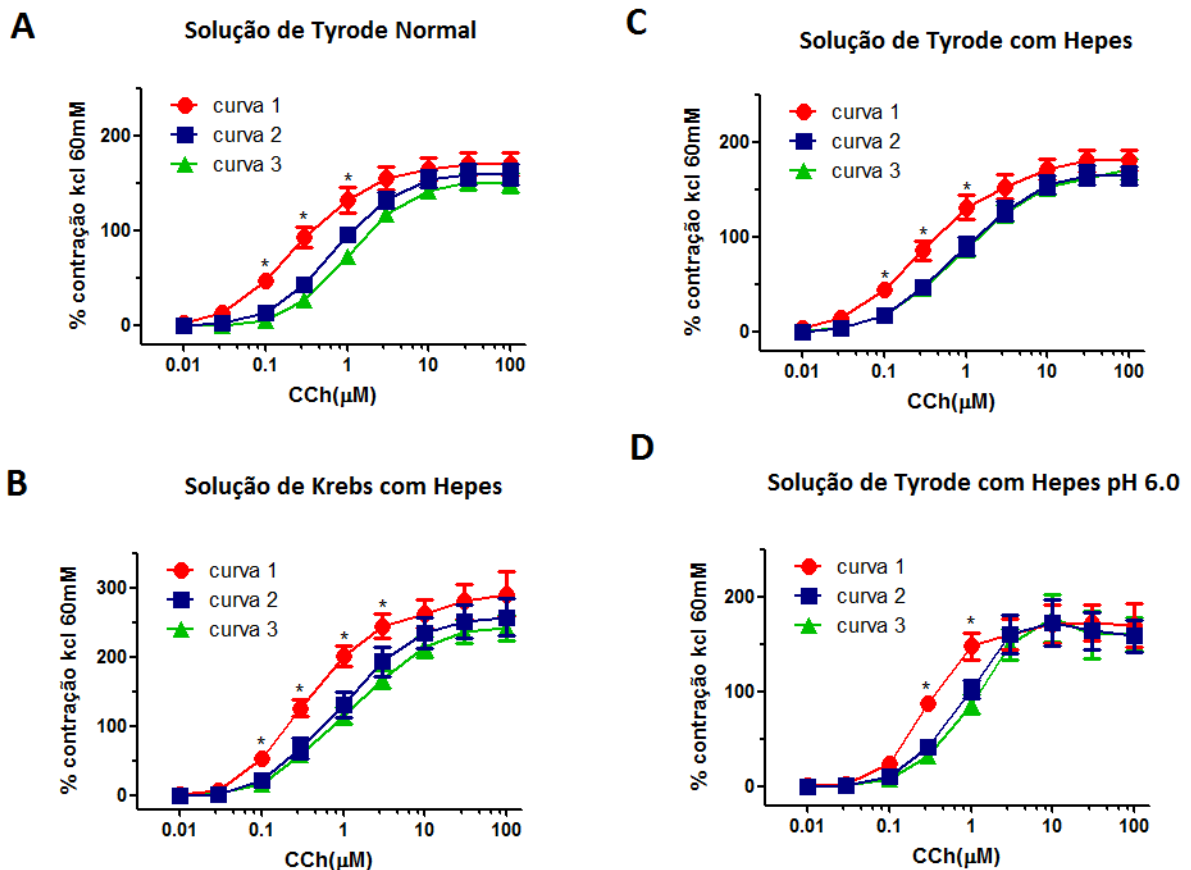 A
Solução de Tyrode Normal
curva 1
curva 2
curva 3
% contração kcl 60mM
200
100
0
* * *
0.01 0.1 1 10 100
CCh(µM)
B
Solução de Krebs com Hepes
curva 1
curva 2
curva 3
% contração kcl 60mM
300
200
100
0
* * * *
0.01 0.1 1 10 100
CCh(µM)
C
Solução de Tyrode com Hepes
curva 1
curva 2
curva 3
% contração kcl 60mM
200
100
0
* * *
0.01 0.1 1 10 100
CCh(µM)
D
Solução de Tyrode com Hepes pH 6.0
curva 1
curva 2
curva 3
% contração kcl 60mM
200
100
0
* *
0.01 0.1 1 10 100
CCh(µM)